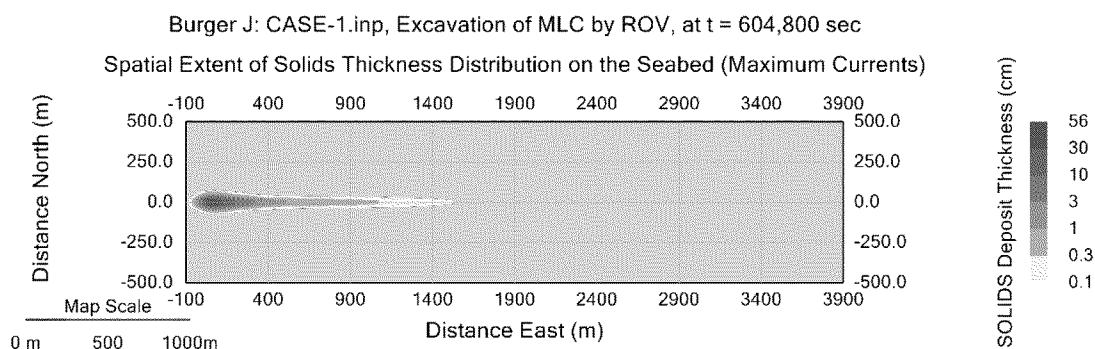 Burger J: CASE-1.inp, Excavation of MLC by ROV, at t = 604,800 sec
Spatial Extent of Solids Thickness Distribution on the Seabed (Maximum Currents)
-100 400 900 1400 1900 2400 2900 3400 3900
500.0 500.0
250.0 250.0
0.0 0.0
-250.0 -250.0
-500.0 -500.0
-100 400 900 1400 1900 2400 2900 3400 3900
Distance North (m)
Distance East (m)
Map Scale
0 m 500 1000m
SOLIDS Deposit Thickness (cm)
56
30
10
3
1
0.3
0.1